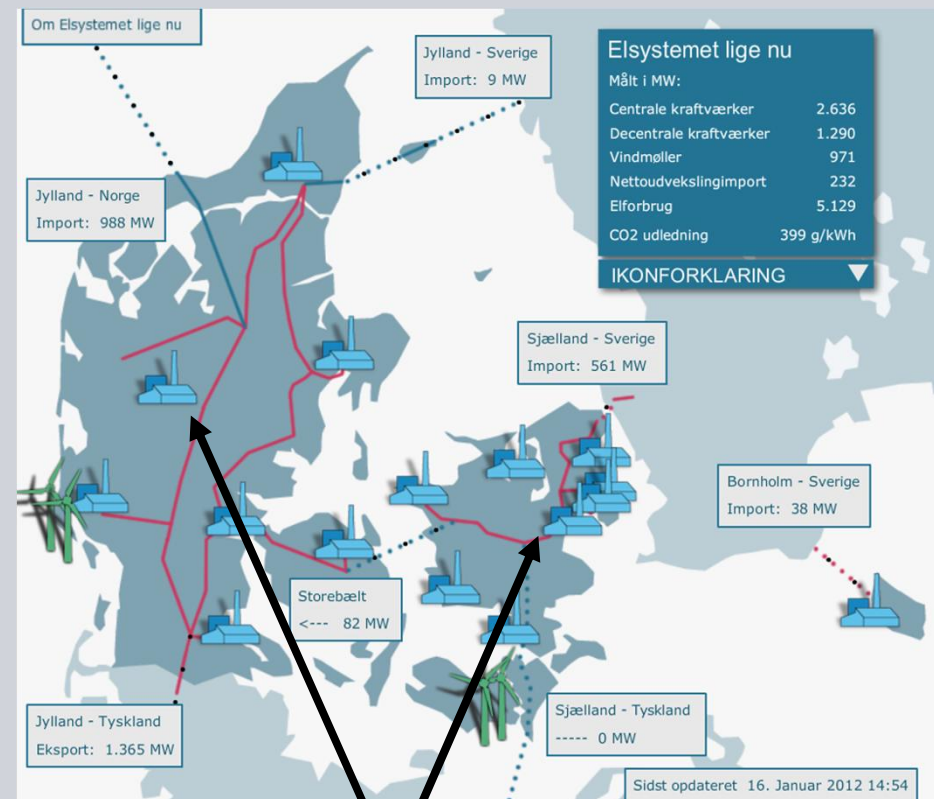 Om Elsystemet lige nu
Jylland - Sverige
Import: 9 MW
Elsystemet lige nu
Målt i MW:
Centrale kraftværker 2.636
Decentrale kraftværker 1.290
Vindmøller 971
Nettoudvekslingimport 232
Elforbrug 5.129
CO2 udledning 399 g/kWh
IKONFORKLARING
Jylland - Norge
Import: 988 MW
Sjælland - Sverige
Import: 561 MW
Bornholm - Sverige
Import: 38 MW
Storebælt
<--- 82 MW
Jylland - Tyskland
Eksport: 1.365 MW
Sjælland - Tyskland
----- 0 MW
Sidst opdateret 16. Januar 2012 14:54